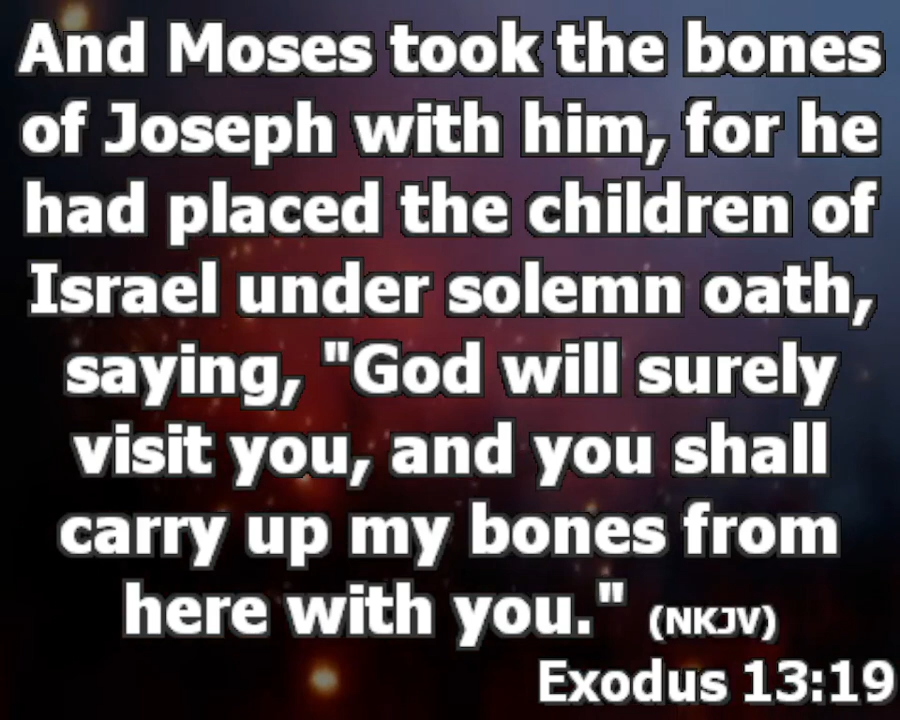 And Moses took the bones
of Joseph with him, for he
had placed the children of
Israel under solemn oath,
saying, "God will surely
visit you, and you shall
carry up my bones from
here with you." (NKJV)
Exodus 13:19